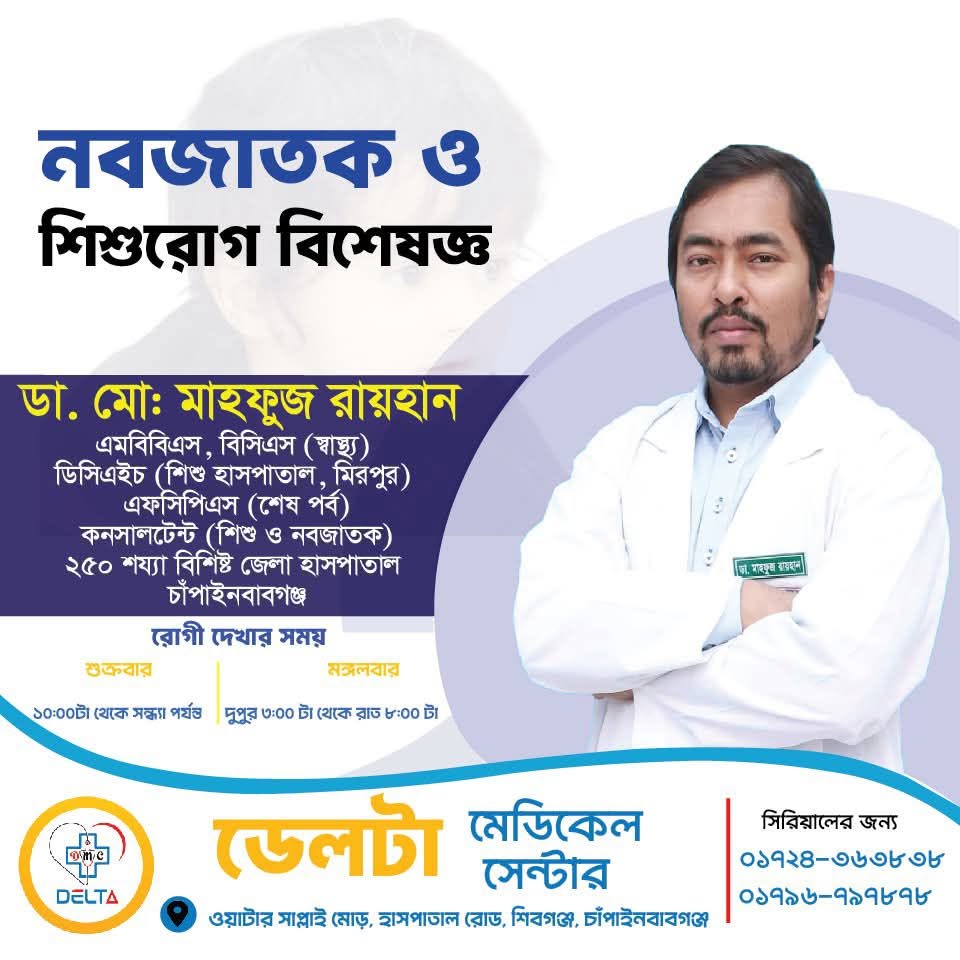 নবজাতক ও
শিশুরোগ বিশেষজ্ঞ
ডা. মো: মাহফুজ রায়হান
এমবিবিএস, বিসিএস (স্বাস্থ্য)
ডিসিএইচ (শিশু হাসপাতাল, মিরপুর)
এফসিপিএস (শেষ পর্ব)
কনসালটেন্ট (শিশু ও নবজাতক)
২৫০ শয্যা বিশিষ্ট জেলা হাসপাতাল
চাঁপাইনবাবগঞ্জ
ডা. মাহফুজ রায়হান
রোগী দেখার সময়
শুক্রবার
১০:০০টা থেকে সন্ধ্যা পর্যন্ত
মঙ্গলবার
দুপুর ৩:০০ টা থেকে রাত ৮:০০ টা
DMC
DELTA
ডেলটা
মেডিকেল
সেন্টার
ওয়াটার সাপ্লাই মোড়, হাসপাতাল রোড, শিবগঞ্জ, চাঁপাইনবাবগঞ্জ
সিরিয়ালের জন্য
০১৭২৪-৩৬৩৮৩৮
০১৭৯৬-৭৯৭৮৭৮